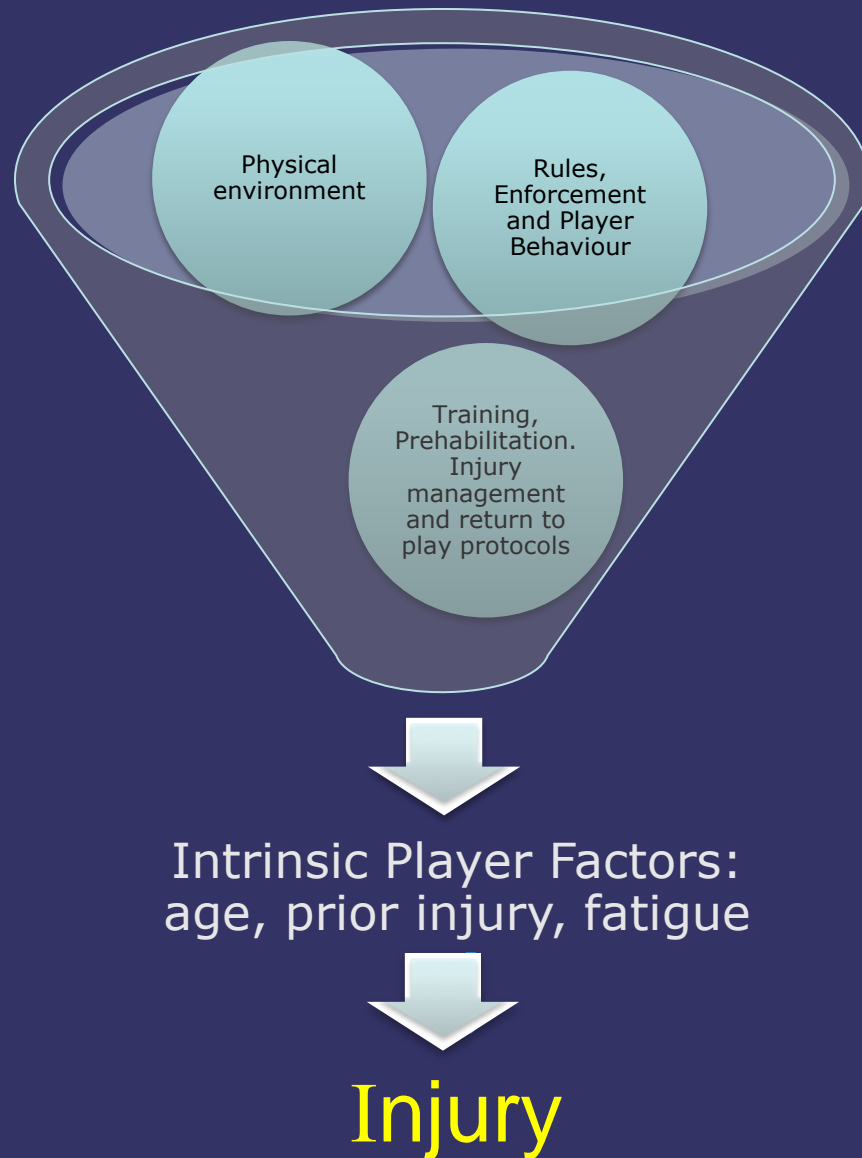 Physical
environment
Rules,
Enforcement
and Player
Behaviour
Training,
Prehabilitation.
Injury
management
and return to
play protocols
Intrinsic Player Factors:
age, prior injury, fatigue
Injury